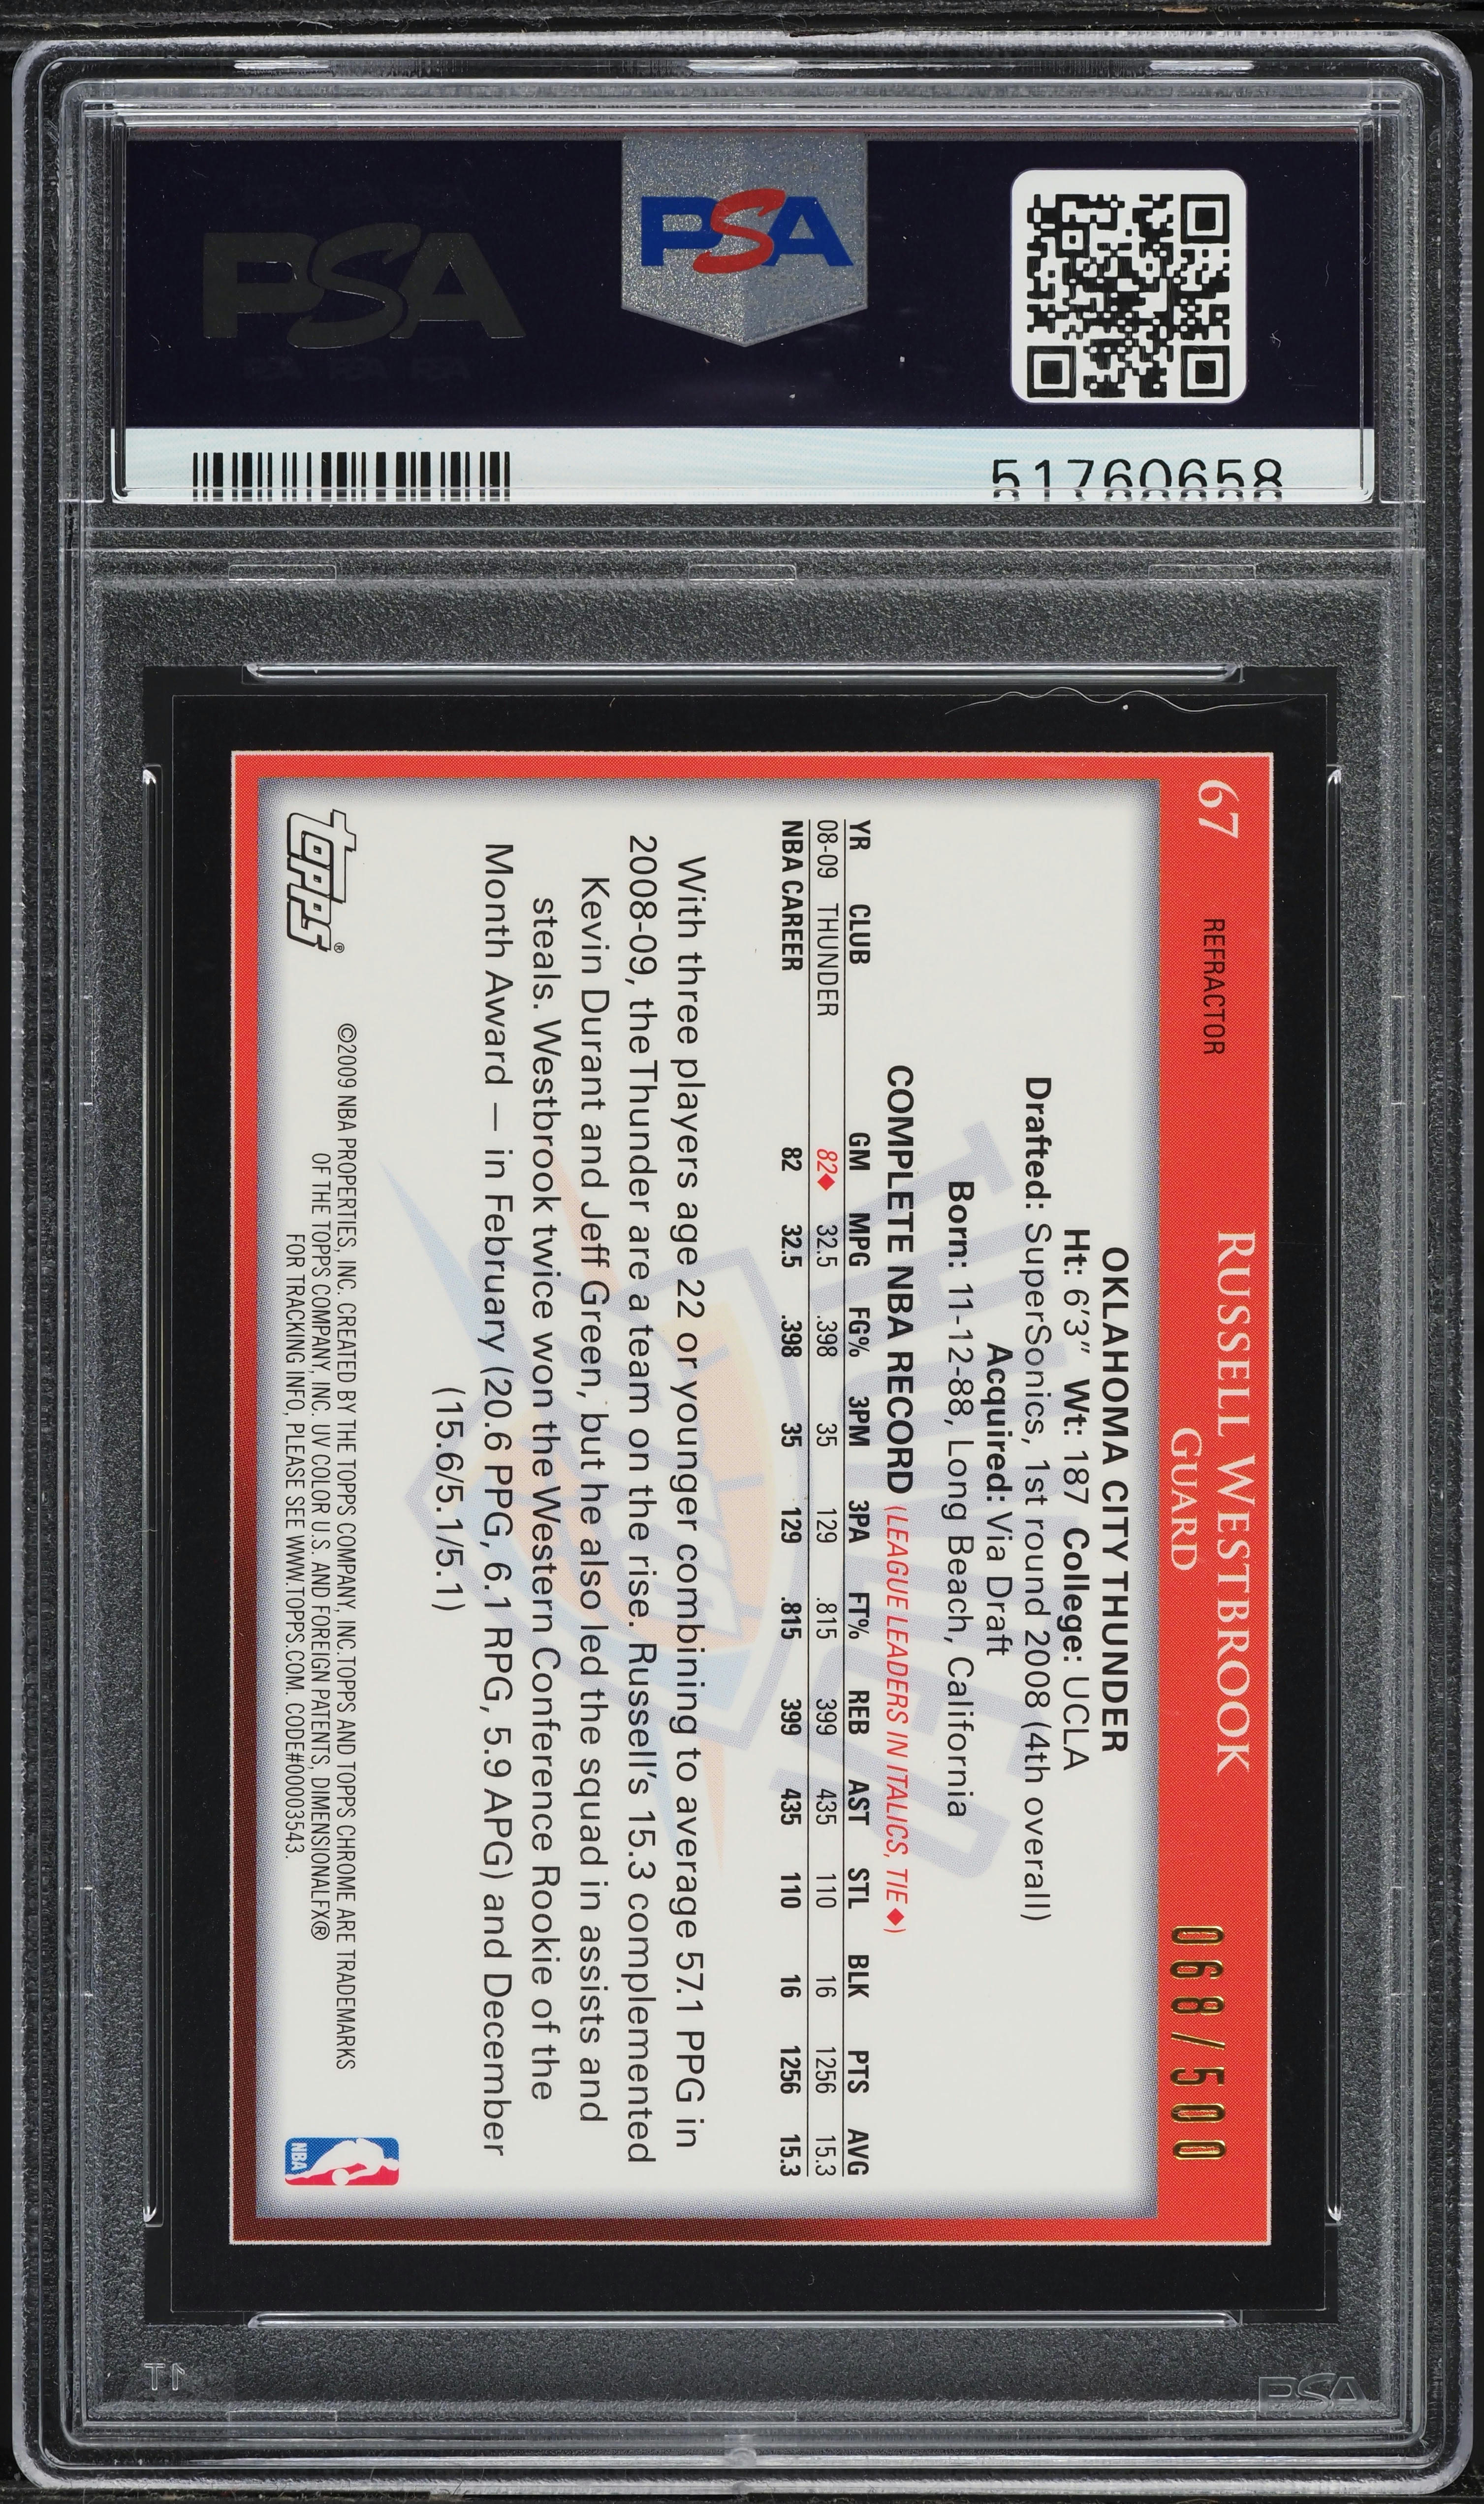 PSA
PSA
51760658
67
REFRACTOR
RUSSELL WESTBROOK
GUARD
068/500
OKLAHOMA CITY THUNDER
Ht: 6'3" Wt: 187 College: UCLA
Drafted: SuperSonics, 1st round 2008 (4th overall)
Acquired: Via Draft
Born: 11-12-88, Long Beach, California
COMPLETE NBA RECORD (LEAGUE LEADERS IN ITALICS, TIE ♦)
YR CLUB GM MPG FG% 3PM 3PA FT% REB AST STL BLK PTS AVG
08-09 THUNDER 82♦ 32.5 .398 35 129 .815 399 435 110 16 1256 15.3
NBA CAREER 82 32.5 .398 35 129 .815 399 435 110 16 1256 15.3
With three players age 22 or younger combining to average 57.1 PPG in
2008-09, the Thunder are a team on the rise. Russell's 15.3 complemented
Kevin Durant and Jeff Green, but he also led the squad in assists and
steals. Westbrook twice won the Western Conference Rookie of the
Month Award — in February (20.6 PPG, 6.1 RPG, 5.9 APG) and December
(15.6/5.1/5.1)
topps®
©2009 NBA PROPERTIES, INC. CREATED BY THE TOPPS COMPANY, INC. TOPPS AND TOPPS CHROME ARE TRADEMARKS
OF THE TOPPS COMPANY, INC. UV COLOR U.S. AND FOREIGN PATENTS, DIMENSIONALFX®
FOR TRACKING INFO, PLEASE SEE WWW.TOPPS.COM. CODE#00003543.
NBA
THUNDER
OKC
PSA